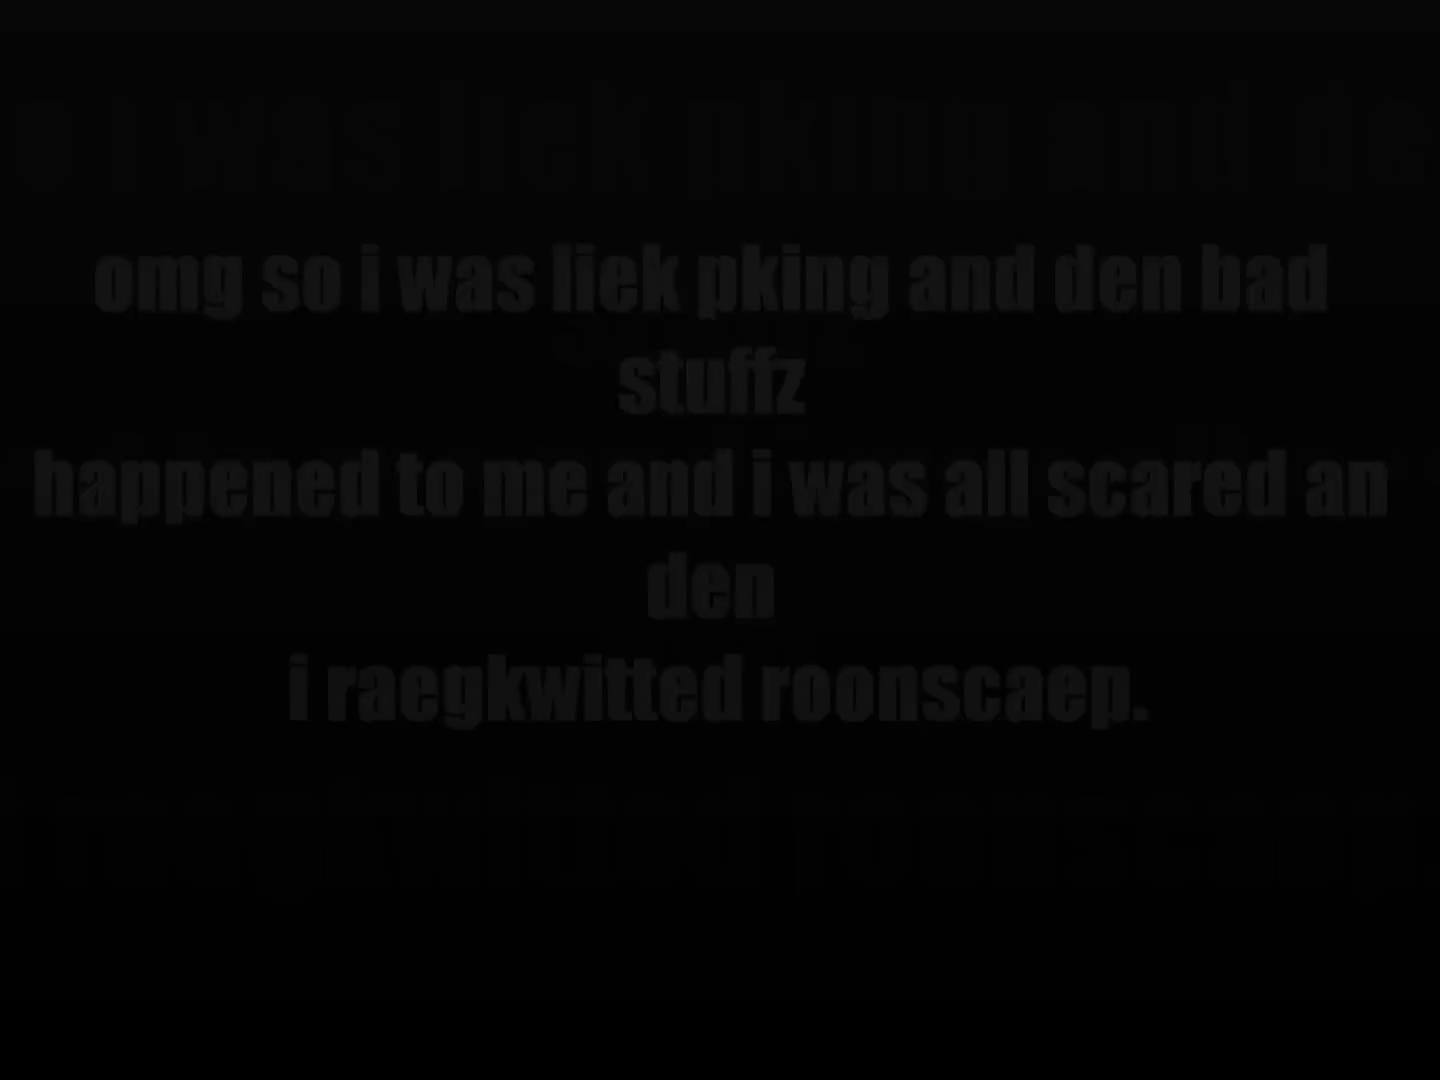 omg so i was liek pking and den bad
stuffz
happened to me and i was all scared an
den
i raegkwitted roonscaep.